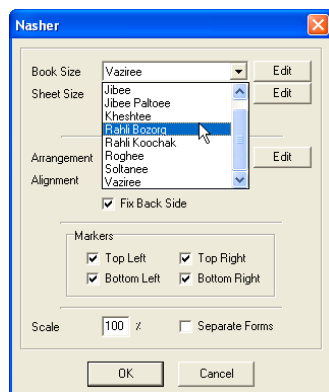 Nasher
Book Size Vaziree Edit
Jibee
Sheet Size Edit
Jibee Paltoee
Kheshtee
Rahli Bozorg
Rahli Koochak
Arrangement Edit
Roghee
Soltanee
Alignment
Vaziree
Fix Back Side
Markers
Top Left Top Right
Bottom Left Bottom Right
Scale 100 % Separate Forms
OK Cancel